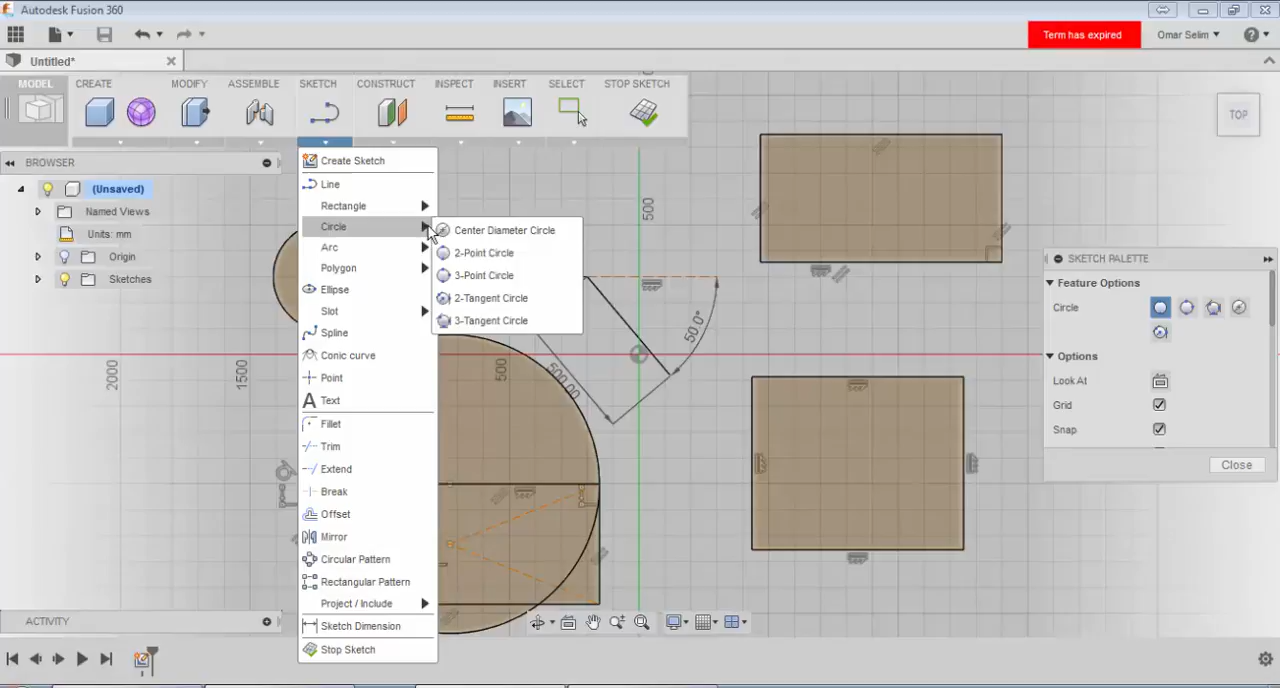 Autodesk Fusion 360
Term has expired
Omar Selim
Untitled*
MODEL
CREATE
MODIFY
ASSEMBLE
SKETCH
CONSTRUCT
INSPECT
INSERT
SELECT
STOP SKETCH
TOP
BROWSER
(Unsaved)
Named Views
Units: mm
Origin
Sketches
Create Sketch
Line
Rectangle
Circle
Arc
Polygon
Ellipse
Slot
Spline
Conic curve
Point
Text
Fillet
Trim
Extend
Break
Offset
Mirror
Circular Pattern
Rectangular Pattern
Project / Include
Sketch Dimension
Stop Sketch
Center Diameter Circle
2-Point Circle
3-Point Circle
2-Tangent Circle
3-Tangent Circle
500
50.0°
500.00
2000
1500
500
SKETCH PALETTE
Feature Options
Circle
Options
Look At
Grid
Snap
Close
ACTIVITY